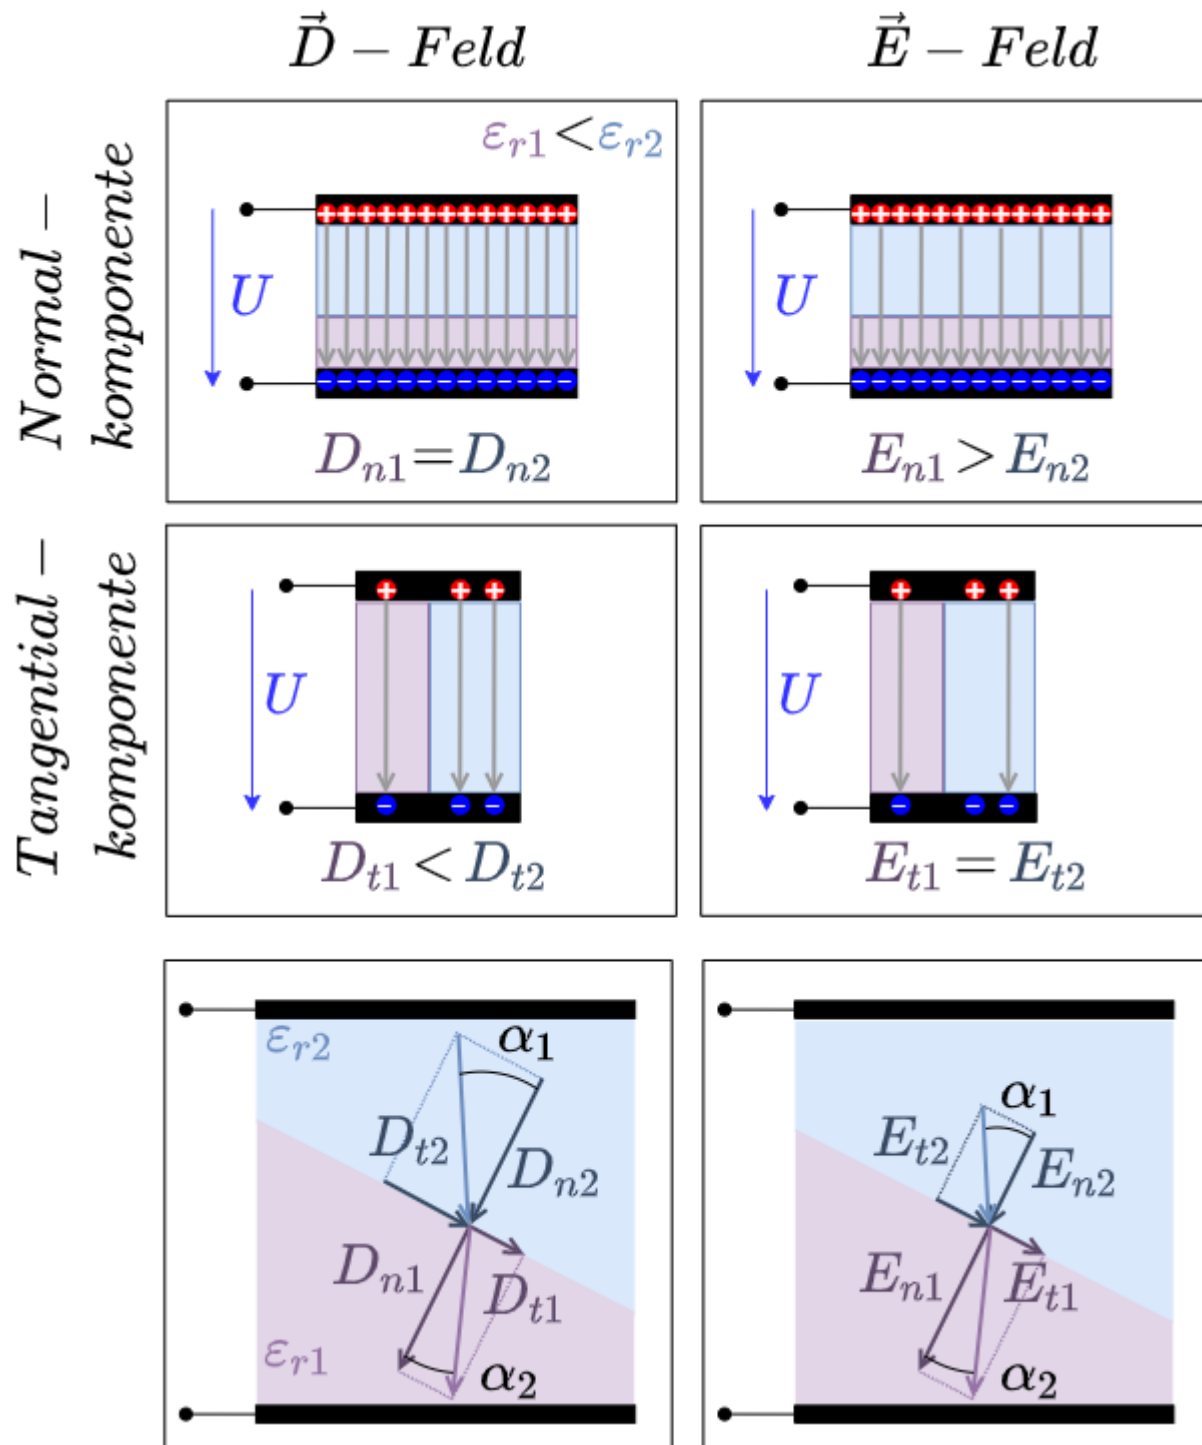 D⃗ – Feld
E⃗ – Feld
Normal –
komponente
εr1 < εr2
U
Dn1 = Dn2
U
En1 > En2
Tangential –
komponente
U
Dt1 < Dt2
U
Et1 = Et2
εr2
α1
Dt2
Dn2
Dn1
Dt1
εr1
α2
α1
Et2
En2
En1
Et1
α2